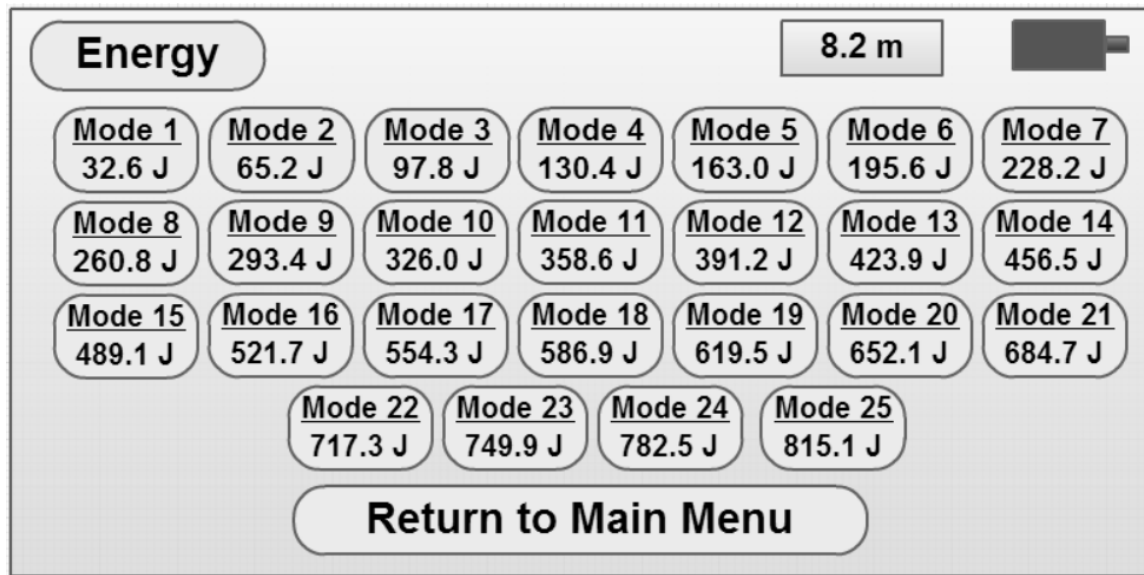 Energy
8.2 m
Mode 1 Mode 2 Mode 3 Mode 4 Mode 5 Mode 6 Mode 7
32.6 J 65.2 J 97.8 J 130.4 J 163.0 J 195.6 J 228.2 J
Mode 8 Mode 9 Mode 10 Mode 11 Mode 12 Mode 13 Mode 14
260.8 J 293.4 J 326.0 J 358.6 J 391.2 J 423.9 J 456.5 J
Mode 15 Mode 16 Mode 17 Mode 18 Mode 19 Mode 20 Mode 21
489.1 J 521.7 J 554.3 J 586.9 J 619.5 J 652.1 J 684.7 J
Mode 22 Mode 23 Mode 24 Mode 25
717.3 J 749.9 J 782.5 J 815.1 J
Return to Main Menu